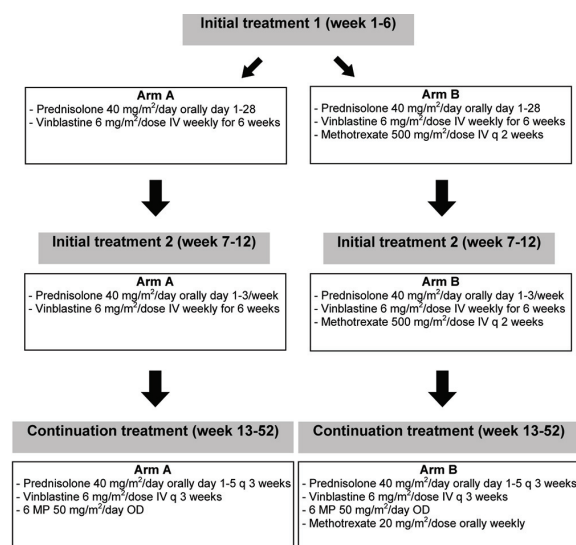 Initial treatment 1 (week 1-6)
Arm A
- Prednisolone 40 mg/m²/day orally day 1-28
- Vinblastine 6 mg/m²/dose IV weekly for 6 weeks
Arm B
- Prednisolone 40 mg/m²/day orally day 1-28
- Vinblastine 6 mg/m²/dose IV weekly for 6 weeks
- Methotrexate 500 mg/m²/dose IV q 2 weeks
Initial treatment 2 (week 7-12)
Initial treatment 2 (week 7-12)
Arm A
- Prednisolone 40 mg/m²/day orally day 1-3/week
- Vinblastine 6 mg/m²/dose IV weekly for 6 weeks
Arm B
- Prednisolone 40 mg/m²/day orally day 1-3/week
- Vinblastine 6 mg/m²/dose IV weekly for 6 weeks
- Methotrexate 500 mg/m²/dose IV q 2 weeks
Continuation treatment (week 13-52)
Continuation treatment (week 13-52)
Arm A
- Prednisolone 40 mg/m²/day orally day 1-5 q 3 weeks
- Vinblastine 6 mg/m²/dose IV q 3 weeks
- 6 MP 50 mg/m²/day OD
Arm B
- Prednisolone 40 mg/m²/day orally day 1-5 q 3 weeks
- Vinblastine 6 mg/m²/dose IV q 3 weeks
- 6 MP 50 mg/m²/day OD
- Methotrexate 20 mg/m²/dose orally weekly